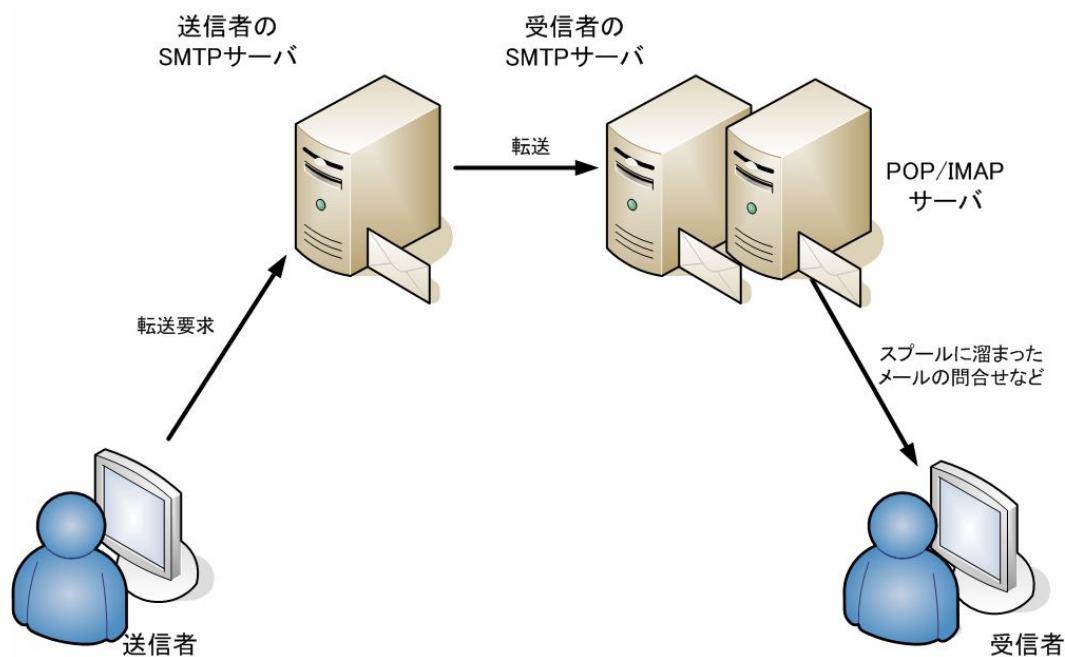 送信者の
SMTPサーバ
受信者の
SMTPサーバ
転送
POP/IMAP
サーバ
転送要求
スプールに溜まった
メールの問合せなど
送信者
受信者